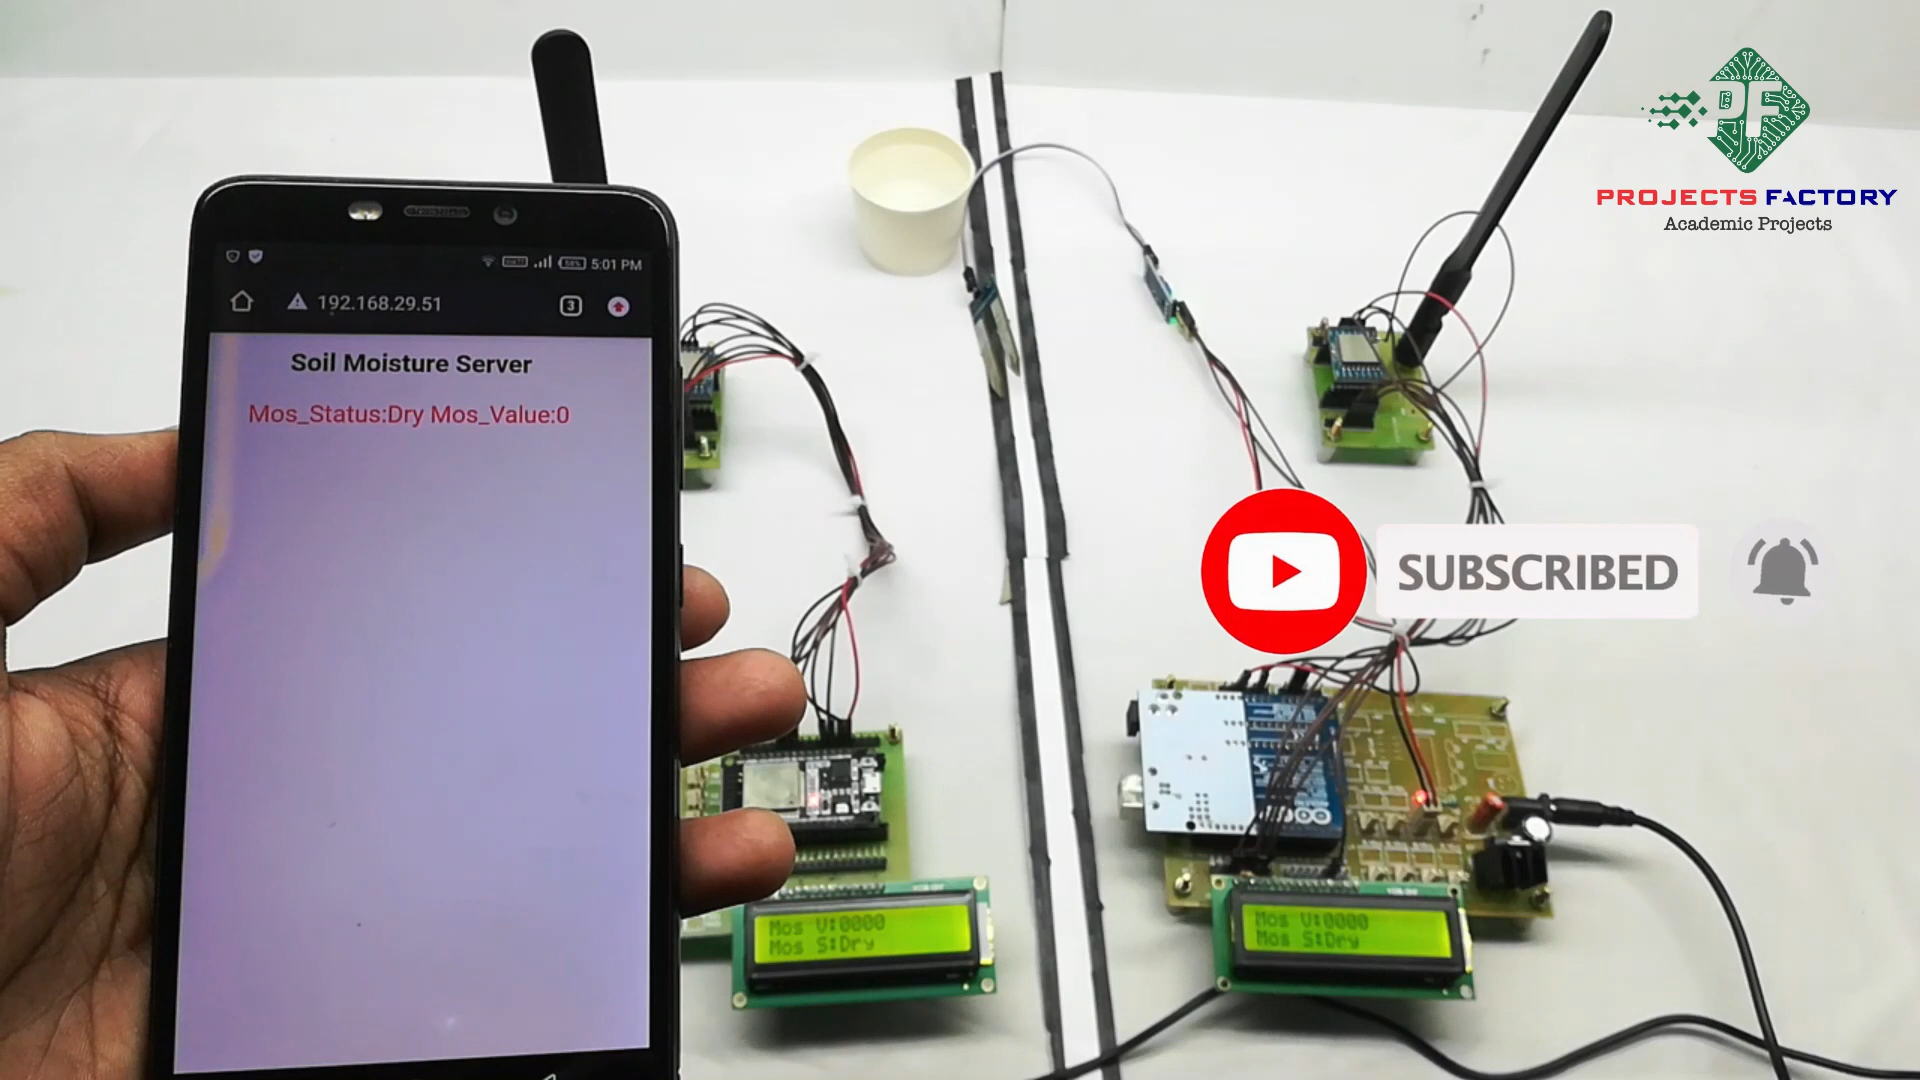 PROJECTS FACTORY
Academic Projects
5:01 PM
192.168.29.51
3
Soil Moisture Server
Mos_Status:Dry Mos_Value:0
SUBSCRIBED
Mos V:0000
Mos S:Dry
Mos V:0000
Mos S:Dry